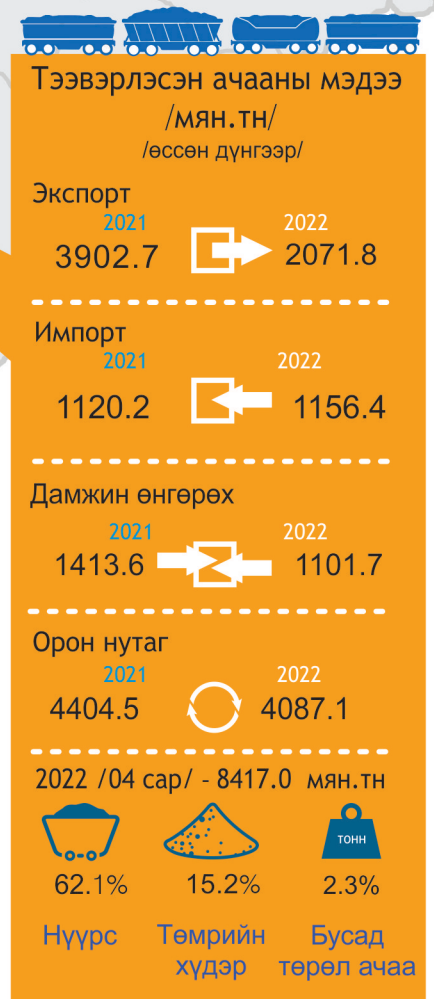 Тээвэрлэсэн ачааны мэдээ
/мян.тн/
/өссөн дүнгээр/
Экспорт
2021 2022
3902.7 2071.8
Импорт
2021 2022
1120.2 1156.4
Дамжин өнгөрөх
2021 2022
1413.6 1101.7
Орон нутаг
2021 2022
4404.5 4087.1
2022 /04 сар/ - 8417.0 мян.тн
тонн
62.1% 15.2% 2.3%
Нүүрс Төмрийн Бусад
хүдэр төрөл ачаа